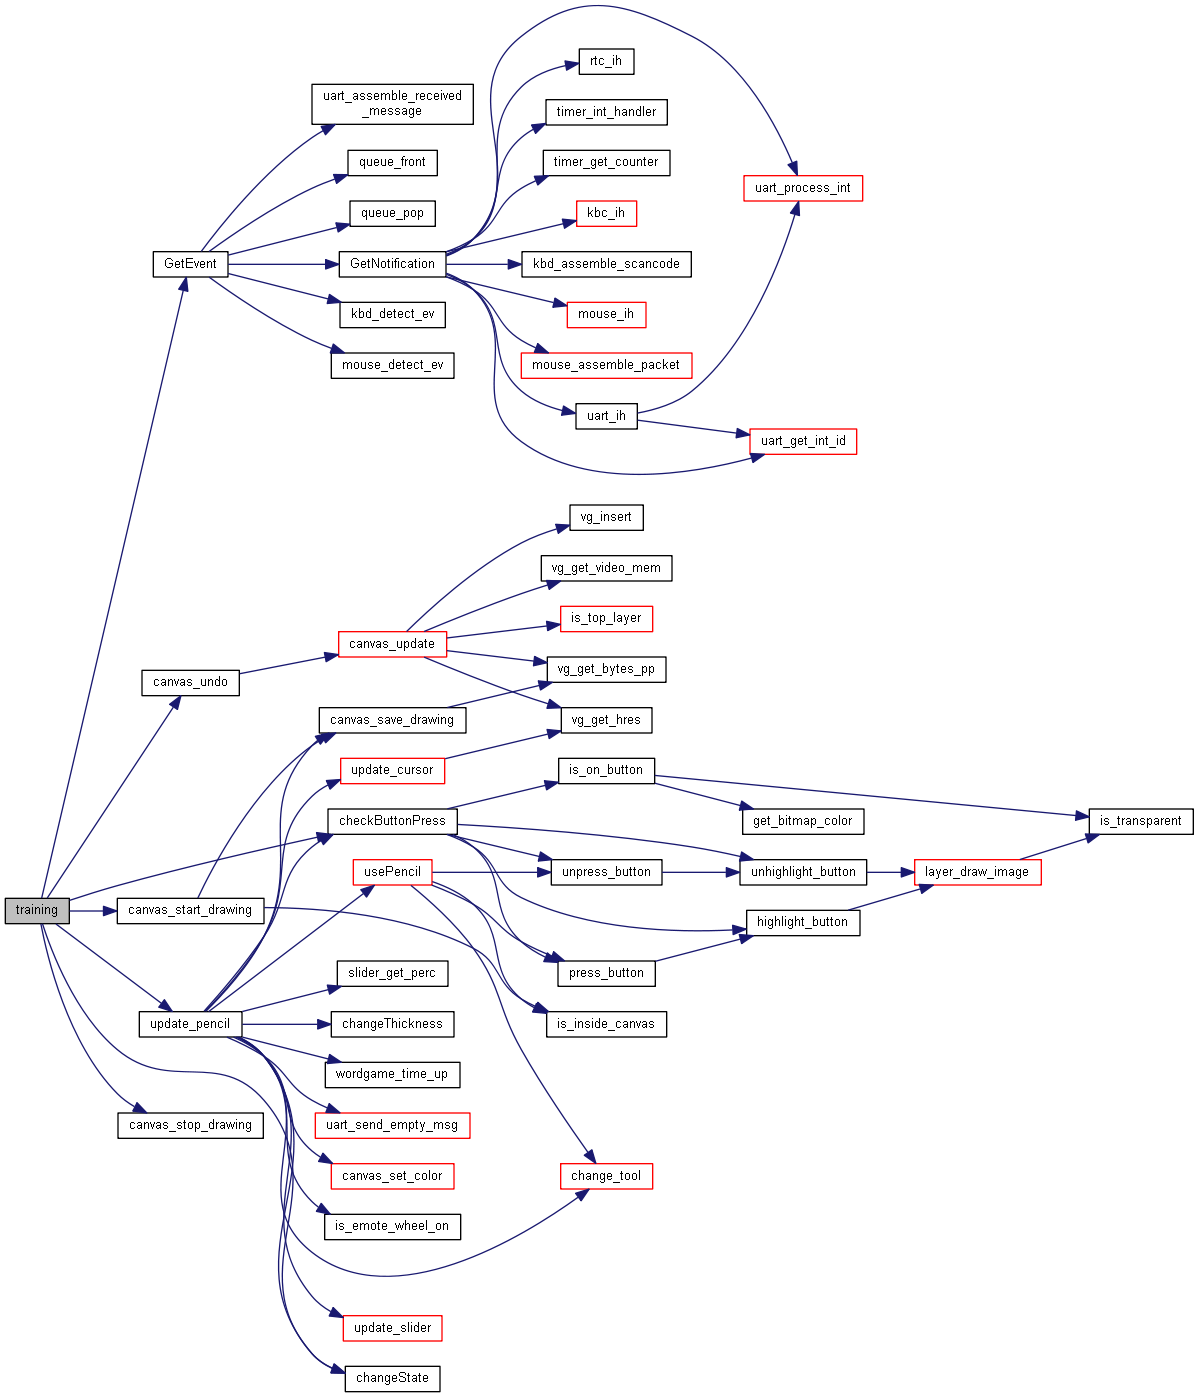 rtc_ih
uart_assemble_received
_message
timer_int_handler
queue_front
timer_get_counter
uart_process_int
queue_pop
kbc_ih
GetEvent
GetNotification
kbd_assemble_scancode
kbd_detect_ev
mouse_ih
mouse_detect_ev
mouse_assemble_packet
uart_ih
uart_get_int_id
vg_insert
vg_get_video_mem
is_top_layer
canvas_update
vg_get_bytes_pp
canvas_undo
canvas_save_drawing
vg_get_hres
update_cursor
is_on_button
checkButtonPress
get_bitmap_color
is_transparent
usePencil
unpress_button
unhighlight_button
layer_draw_image
training
canvas_start_drawing
highlight_button
slider_get_perc
press_button
update_pencil
changeThickness
is_inside_canvas
wordgame_time_up
canvas_stop_drawing
uart_send_empty_msg
canvas_set_color
change_tool
is_emote_wheel_on
update_slider
changeState